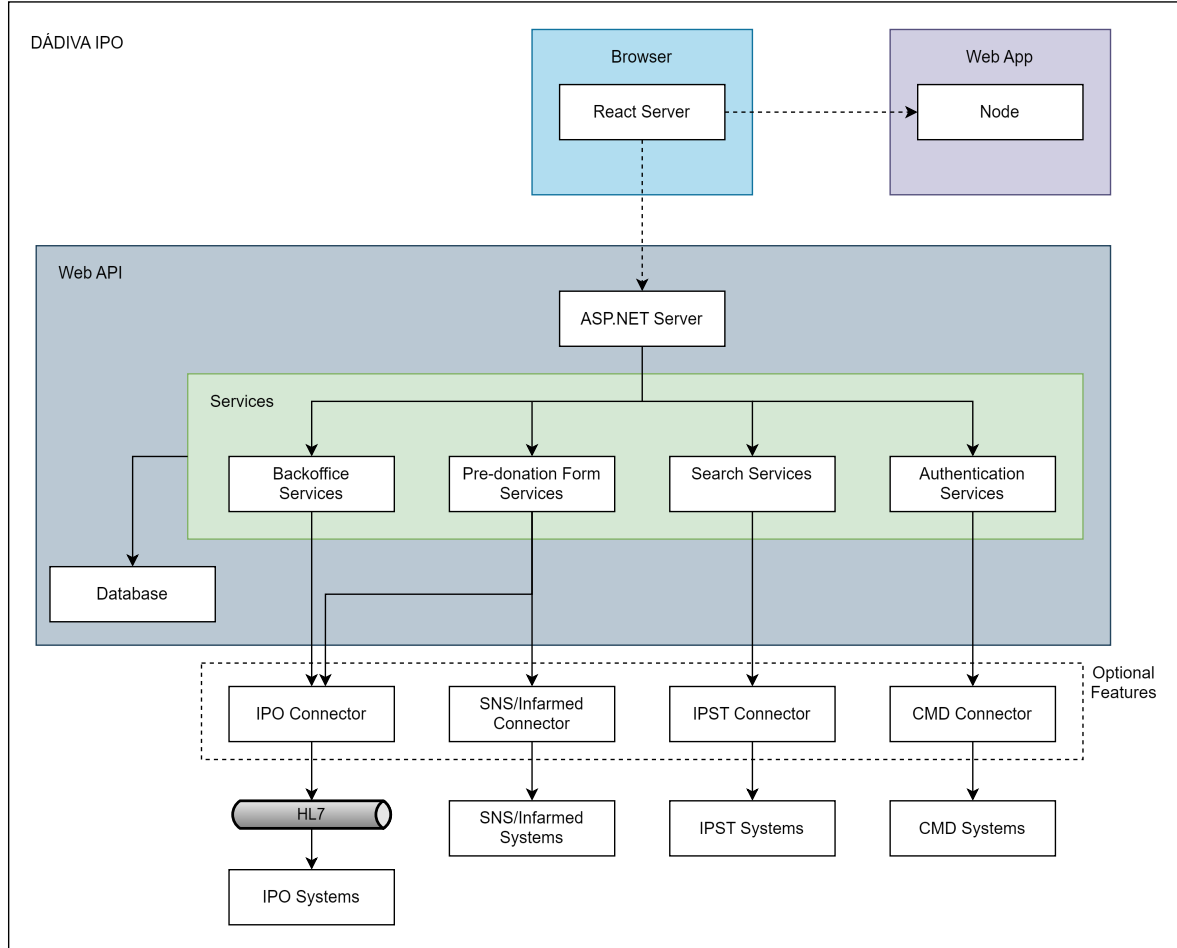 DÁDIVA IPO
Browser
Web App
React Server
Node
Web API
ASP.NET Server
Services
Backoffice
Services
Pre-donation Form
Services
Search Services
Authentication
Services
Database
Optional
Features
IPO Connector
SNS/Infarmed
Connector
IPST Connector
CMD Connector
HL7
SNS/Infarmed
Systems
IPST Systems
CMD Systems
IPO Systems